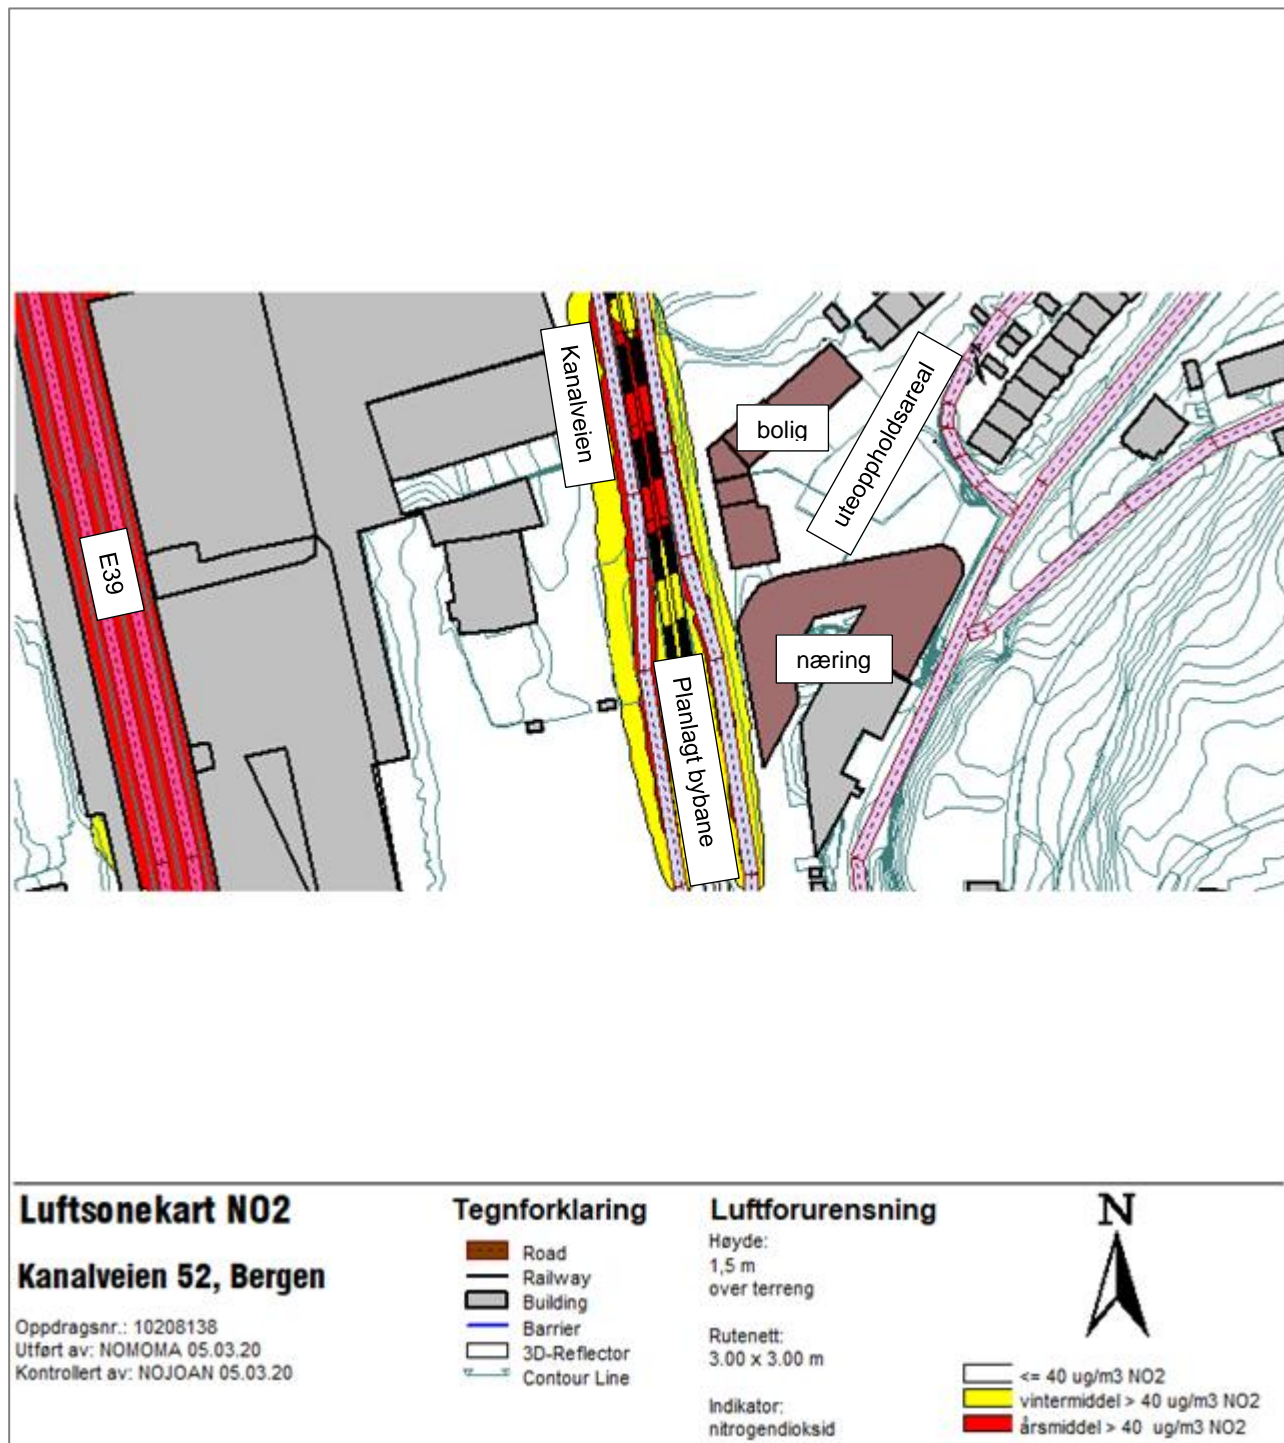 Kanalveien
uteoppholdsareal
bolig
E39
næring
Planlagt bybane
Luftsonekart NO2
Kanalveien 52, Bergen
Oppdragsnr.: 10208138
Utført av: NOMOMA 05.03.20
Kontrollert av: NOJOAN 05.03.20
Tegnforklaring
Road
Railway
Building
Barrier
3D-Reflector
Contour Line
Luftforurensning
Høyde:
1,5 m
over terreng
Rutenett:
3.00 x 3.00 m
Indikator:
nitrogendioksid
N
<= 40 ug/m3 NO2
vintermiddel > 40 ug/m3 NO2
årsmiddel > 40 ug/m3 NO2